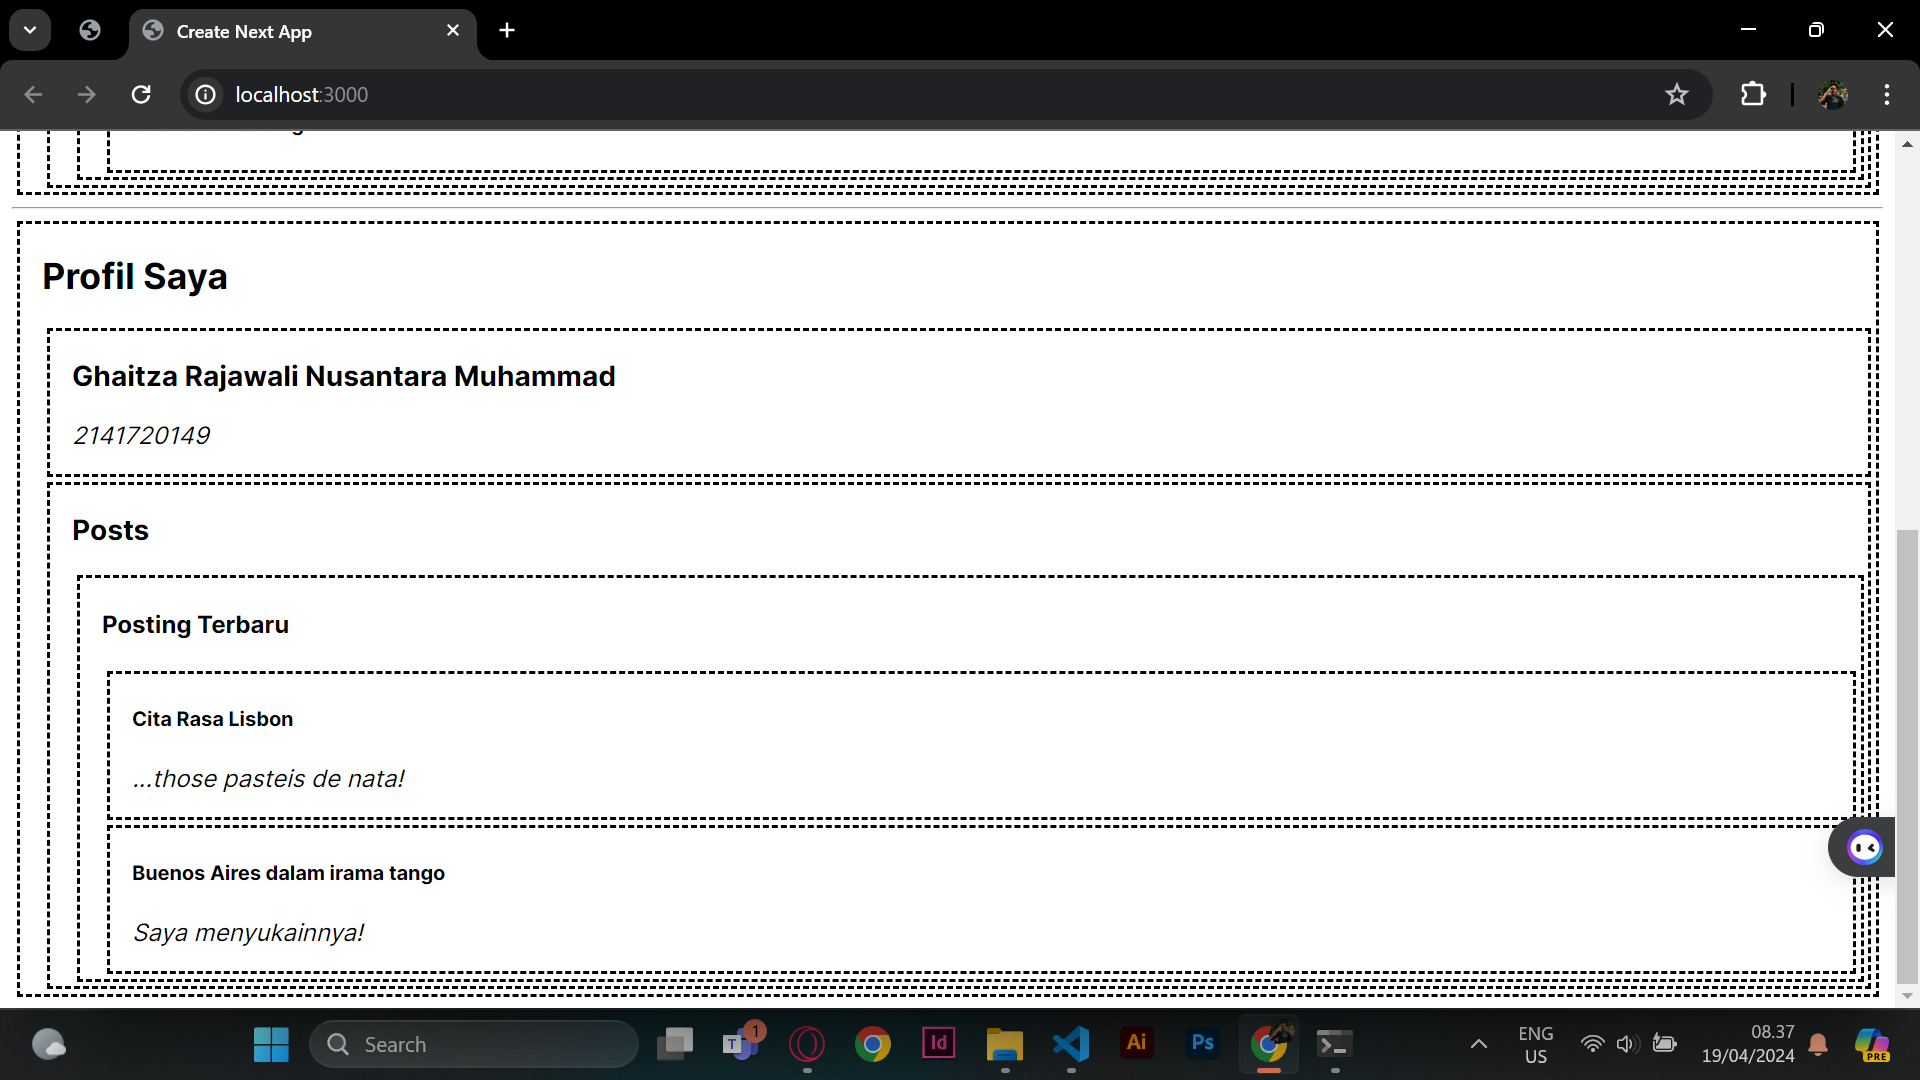 Create Next App
localhost:3000
Profil Saya
Ghaitza Rajawali Nusantara Muhammad
2141720149
Posts
Posting Terbaru
Cita Rasa Lisbon
...those pasteis de nata!
Buenos Aires dalam irama tango
Saya menyukainnya!
Search
T
1
Id
Ai
Ps
ENG
US
08.37
19/04/2024
PRE